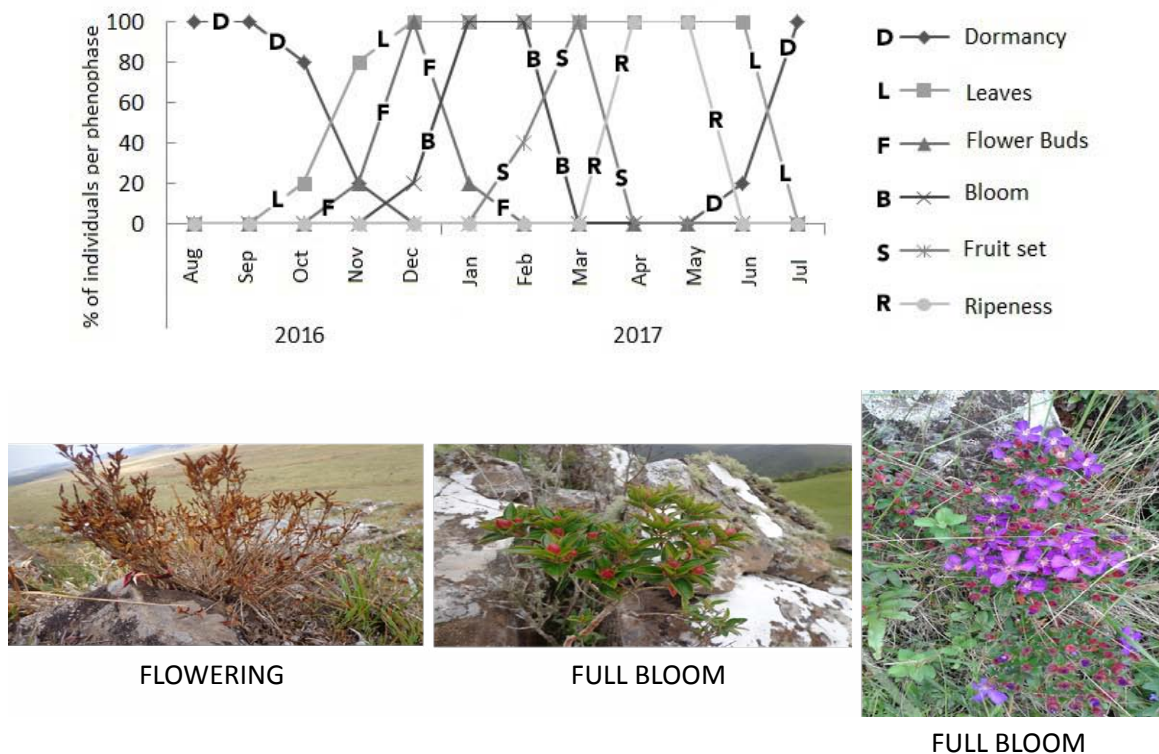 % of individuals per phenophase
100
80
60
40
20
0
D D L F F B S B S R B R S R D L D L F
Aug Sep Oct Nov Dec Jan Feb Mar Apr May Jun Jul
2016 2017
D Dormancy
L Leaves
F Flower Buds
B Bloom
S Fruit set
R Ripeness
FLOWERING
FULL BLOOM
FULL BLOOM